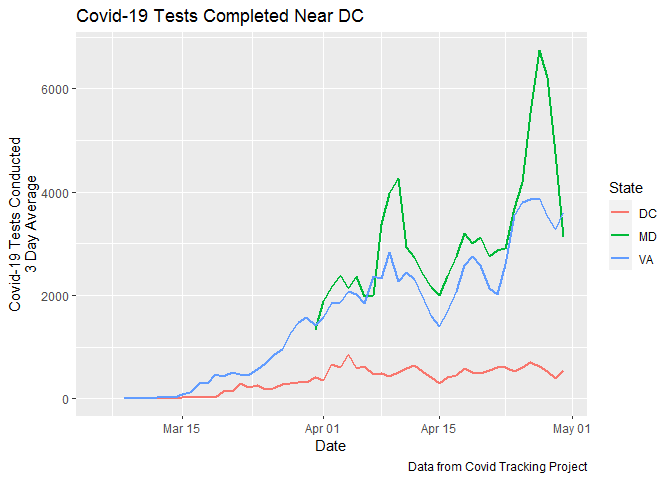 Covid-19 Tests Completed Near DC
Covid-19 Tests Conducted
3 Day Average
6000
4000
2000
0
Mar 15
Apr 01
Apr 15
May 01
Date
State
DC
MD
VA
Data from Covid Tracking Project